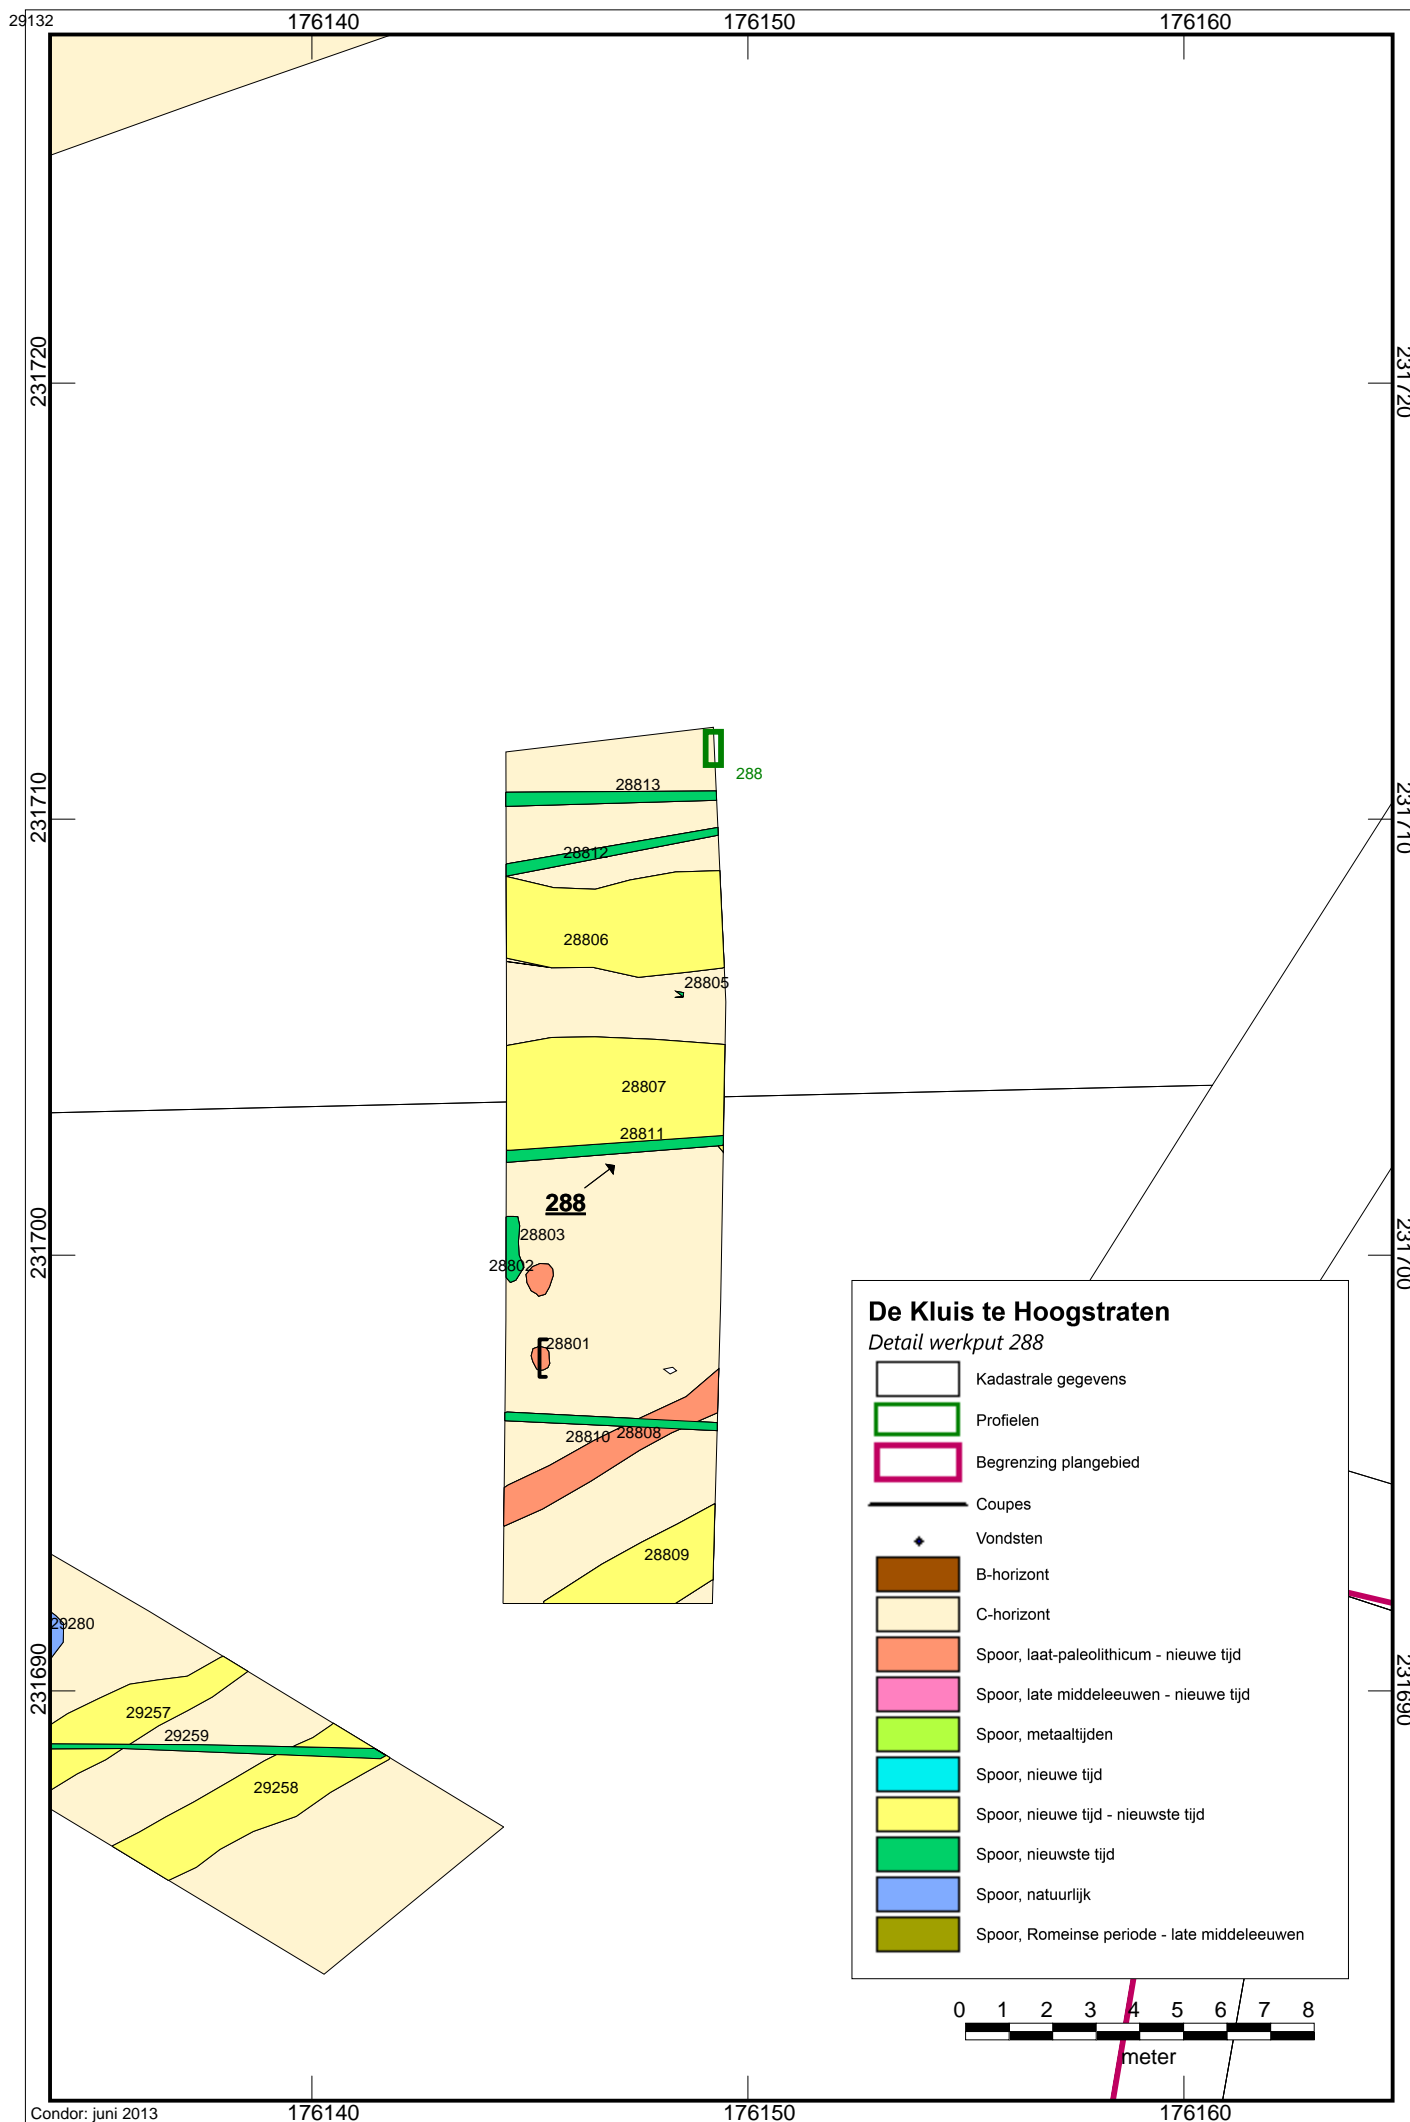 29132
176140
176150
176160
231720
231720
288
28813
231710
231710
28812
28806
28805
28807
28811
288
28803
28802
231700
231700
28801
28810
28808
28809
29280
29257
29259
29258
231690
231690
De Kluis te Hoogstraten
Detail werkput 288
Kadastrale gegevens
Profielen
Begrenzing plangebied
Coupes
Vondsten
B-horizont
C-horizont
Spoor, laat-paleolithicum - nieuwe tijd
Spoor, late middeleeuwen - nieuwe tijd
Spoor, metaaltijden
Spoor, nieuwe tijd
Spoor, nieuwe tijd - nieuwste tijd
Spoor, nieuwste tijd
Spoor, natuurlijk
Spoor, Romeinse periode - late middeleeuwen
0 1 2 3 4 5 6 7 8
meter
Condor: juni 2013
176140
176150
176160